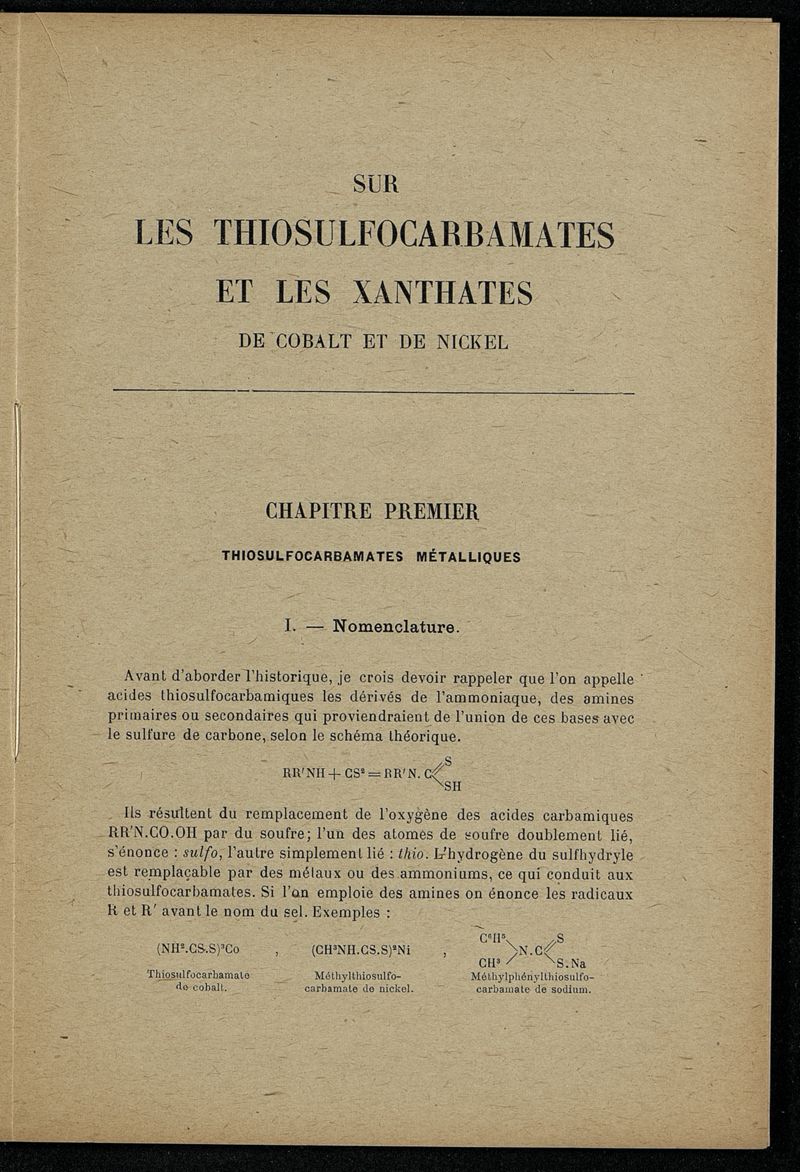 SUR
LES THIOSULFOCARBAMATES
ET LES XANTHATES
DE COBALT ET DE NICKEL
CHAPITRE PREMIER
THIOSULFOCARBAMATES MÉTALLIQUES
I. — Nomenclature.
Avant d'aborder l'historique, je crois devoir rappeler que l'on appelle
acides thiosulfocarbamiques les dérivés de l'ammoniaque, des amines
primaires ou secondaires qui proviendraient de l'union de ces bases avec
le sulfure de carbone, selon le schéma théorique.
RR'NH + CS² = RR'N.C⟨S SH
Ils résultent du remplacement de l'oxygène des acides carbamiques
RR'N.CO.OH par du soufre; l'un des atomes de soufre doublement lié,
s'énonce : sulfo, l'autre simplement lié : thio. L'hydrogène du sulfhydryle
est remplaçable par des métaux ou des ammoniums, ce qui conduit aux
thiosulfocarbamates. Si l'on emploie des amines on énonce les radicaux
R et R' avant le nom du sel. Exemples :
(NH².CS.S)³Co , (CH³NH.CS.S)²Ni , C⁶H⁵ CH³⟩N.C⟨S S.Na
Thiosulfocarbamate
de cobalt.
Méthylthiosulfo-
carbamate de nickel.
Méthylphénylthiosulfo-
carbamate de sodium.